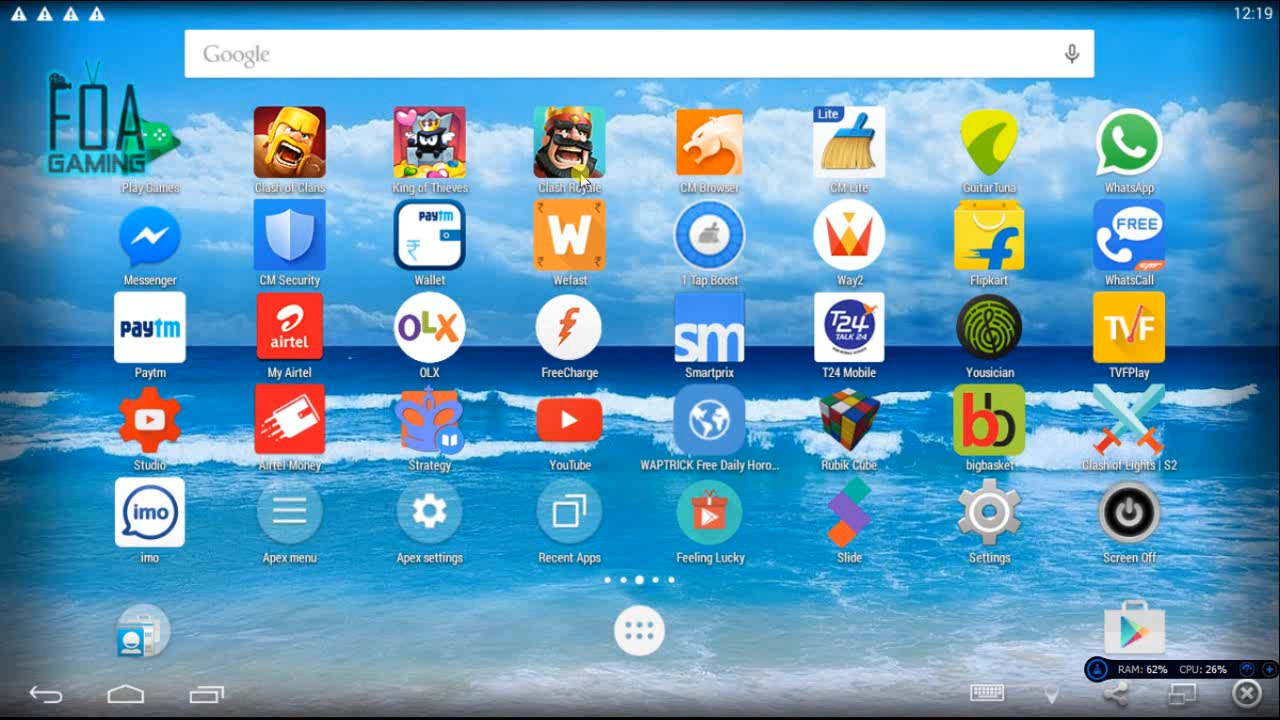 12:19
Google
FOA
GAMING
Lite
Play Games
Clash of Clans
King of Thieves
Clash Royale
CM Browser
CM Lite
GuitarTuna
WhatsApp
paytm
W
FREE
Messenger
CM Security
Wallet
Wefast
1 Tap Boost
Way2
Flipkart
WhatsCall
paytm
airtel
OLX
sm
T24
TALK 24
TVF
Paytm
My Airtel
OLX
FreeCharge
Smartprix
T24 Mobile
Yousician
TVFPlay
bb
Studio
Airtel Money
Strategy
YouTube
WAPTRICK Free Daily Horo...
Rubik Cube
bigbasket
Clash of Lights | S2
imo
imo
Apex menu
Apex settings
Recent Apps
Feeling Lucky
Slide
Settings
Screen Off
RAM: 62% CPU: 26%